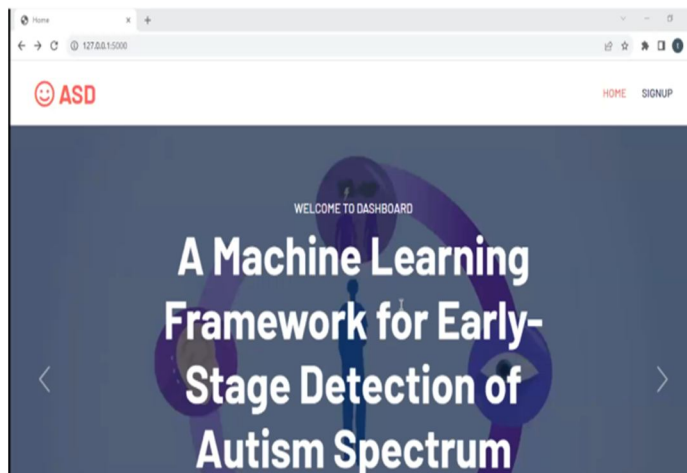 Home
127.0.0.1:5000
ASD
HOME SIGNUP
WELCOME TO DASHBOARD
A Machine Learning
Framework for Early-
Stage Detection of
Autism Spectrum